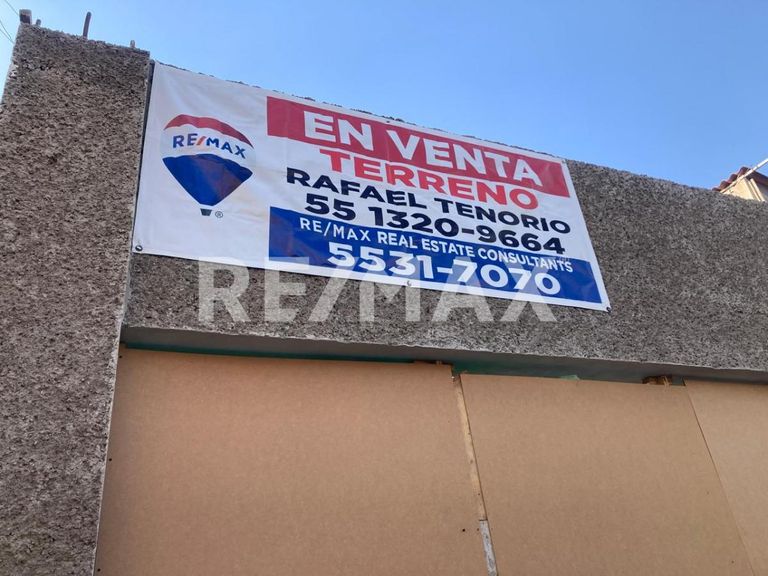 RE/MAX
EN VENTA
TERRENO
RAFAEL TENORIO
55 1320-9664
RE/MAX REAL ESTATE CONSULTANTS
5531-7070
RE/MAX